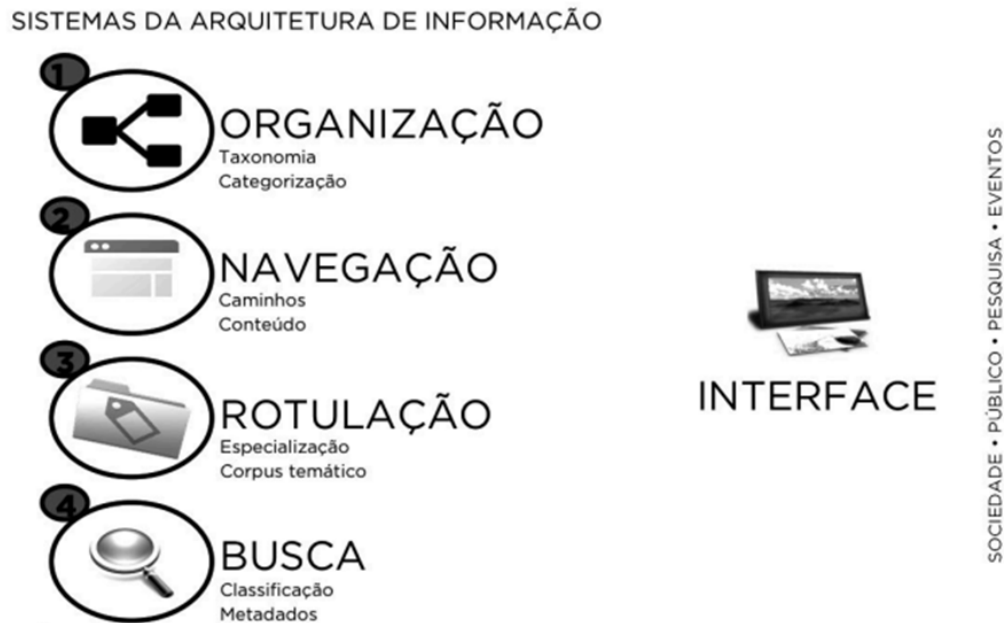 SISTEMAS DA ARQUITETURA DE INFORMAÇÃO
1
ORGANIZAÇÃO
Taxonomia
Categorização
2
NAVEGAÇÃO
Caminhos
Conteúdo
3
ROTULAÇÃO
Especialização
Corpus temático
4
BUSCA
Classificação
Metadados
INTERFACE
SOCIEDADE • PÚBLICO • PESQUISA • EVENTOS